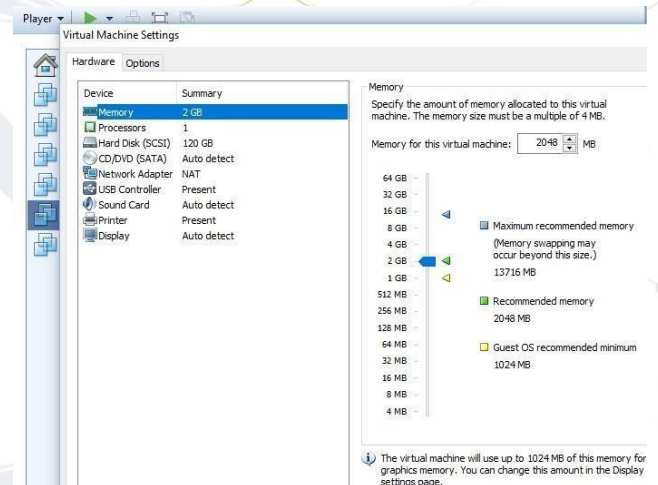 Player
Virtual Machine Settings
Hardware Options
Device Summary
Memory 2 GB
Processors 1
Hard Disk (SCSI) 120 GB
CD/DVD (SATA) Auto detect
Network Adapter NAT
USB Controller Present
Sound Card Auto detect
Printer Present
Display Auto detect
Memory
Specify the amount of memory allocated to this virtual
machine. The memory size must be a multiple of 4 MB.
Memory for this virtual machine: 2048 MB
64 GB
32 GB
16 GB
8 GB
4 GB
2 GB
1 GB
512 MB
256 MB
128 MB
64 MB
32 MB
16 MB
8 MB
4 MB
Maximum recommended memory
(Memory swapping may
occur beyond this size.)
13716 MB
Recommended memory
2048 MB
Guest OS recommended minimum
1024 MB
The virtual machine will use up to 1024 MB of this memory for
graphics memory. You can change this amount in the Display
settings page.